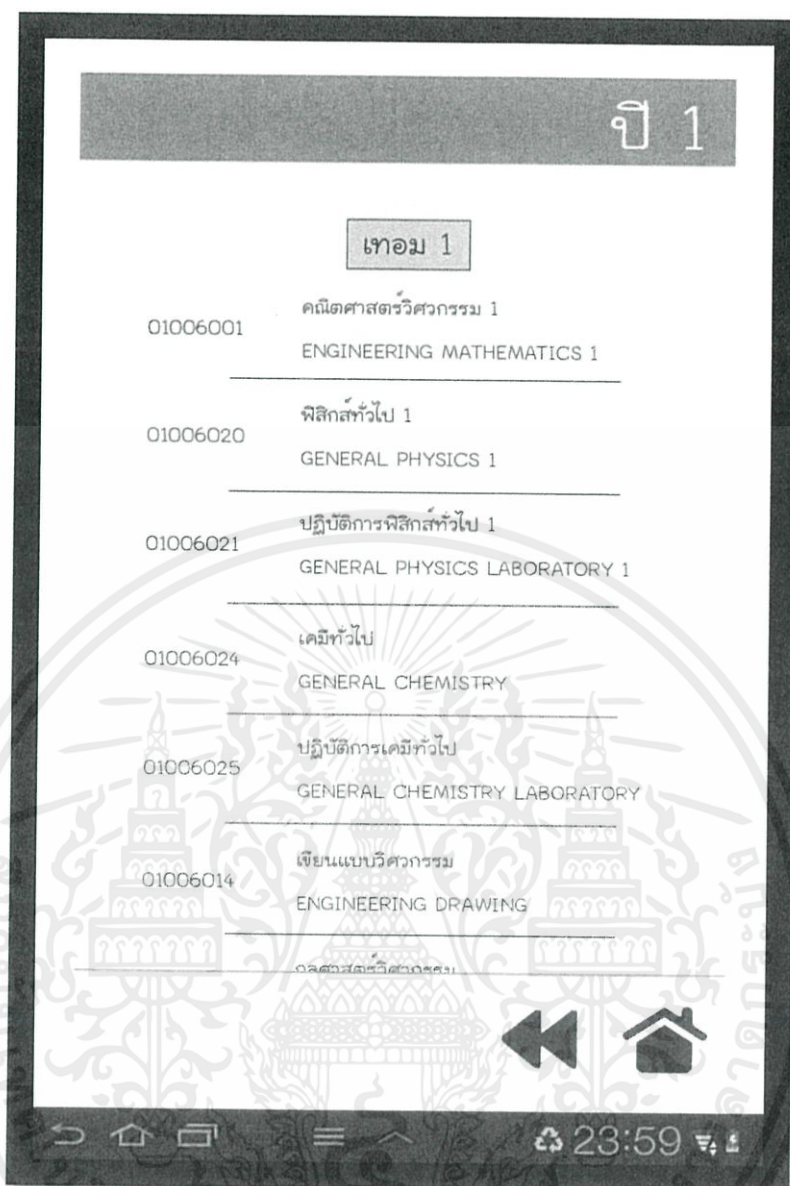 ปี 1
เทอม 1
01006001
คณิตศาสตร์วิศวกรรม 1
ENGINEERING MATHEMATICS 1
01006020
ฟิสิกส์ทั่วไป 1
GENERAL PHYSICS 1
01006021
ปฏิบัติการฟิสิกส์ทั่วไป 1
GENERAL PHYSICS LABORATORY 1
01006024
เคมีทั่วไป
GENERAL CHEMISTRY
01006025
ปฏิบัติการเคมีทั่วไป
GENERAL CHEMISTRY LABORATORY
01006014
เขียนแบบวิศวกรรม
ENGINEERING DRAWING
23:59